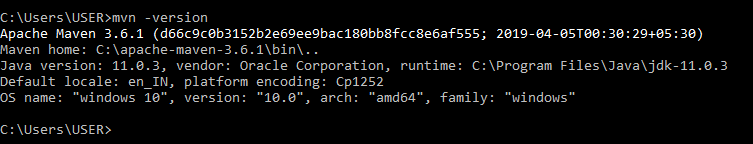 C:\Users\USER>mvn -version
Apache Maven 3.6.1 (d66c9c0b3152b2e69ee9bac180bb8fcc8e6af555; 2019-04-05T00:30:29+05:30)
Maven home: C:\apache-maven-3.6.1\bin\..
Java version: 11.0.3, vendor: Oracle Corporation, runtime: C:\Program Files\Java\jdk-11.0.3
Default locale: en_IN, platform encoding: Cp1252
OS name: "windows 10", version: "10.0", arch: "amd64", family: "windows"
C:\Users\USER>